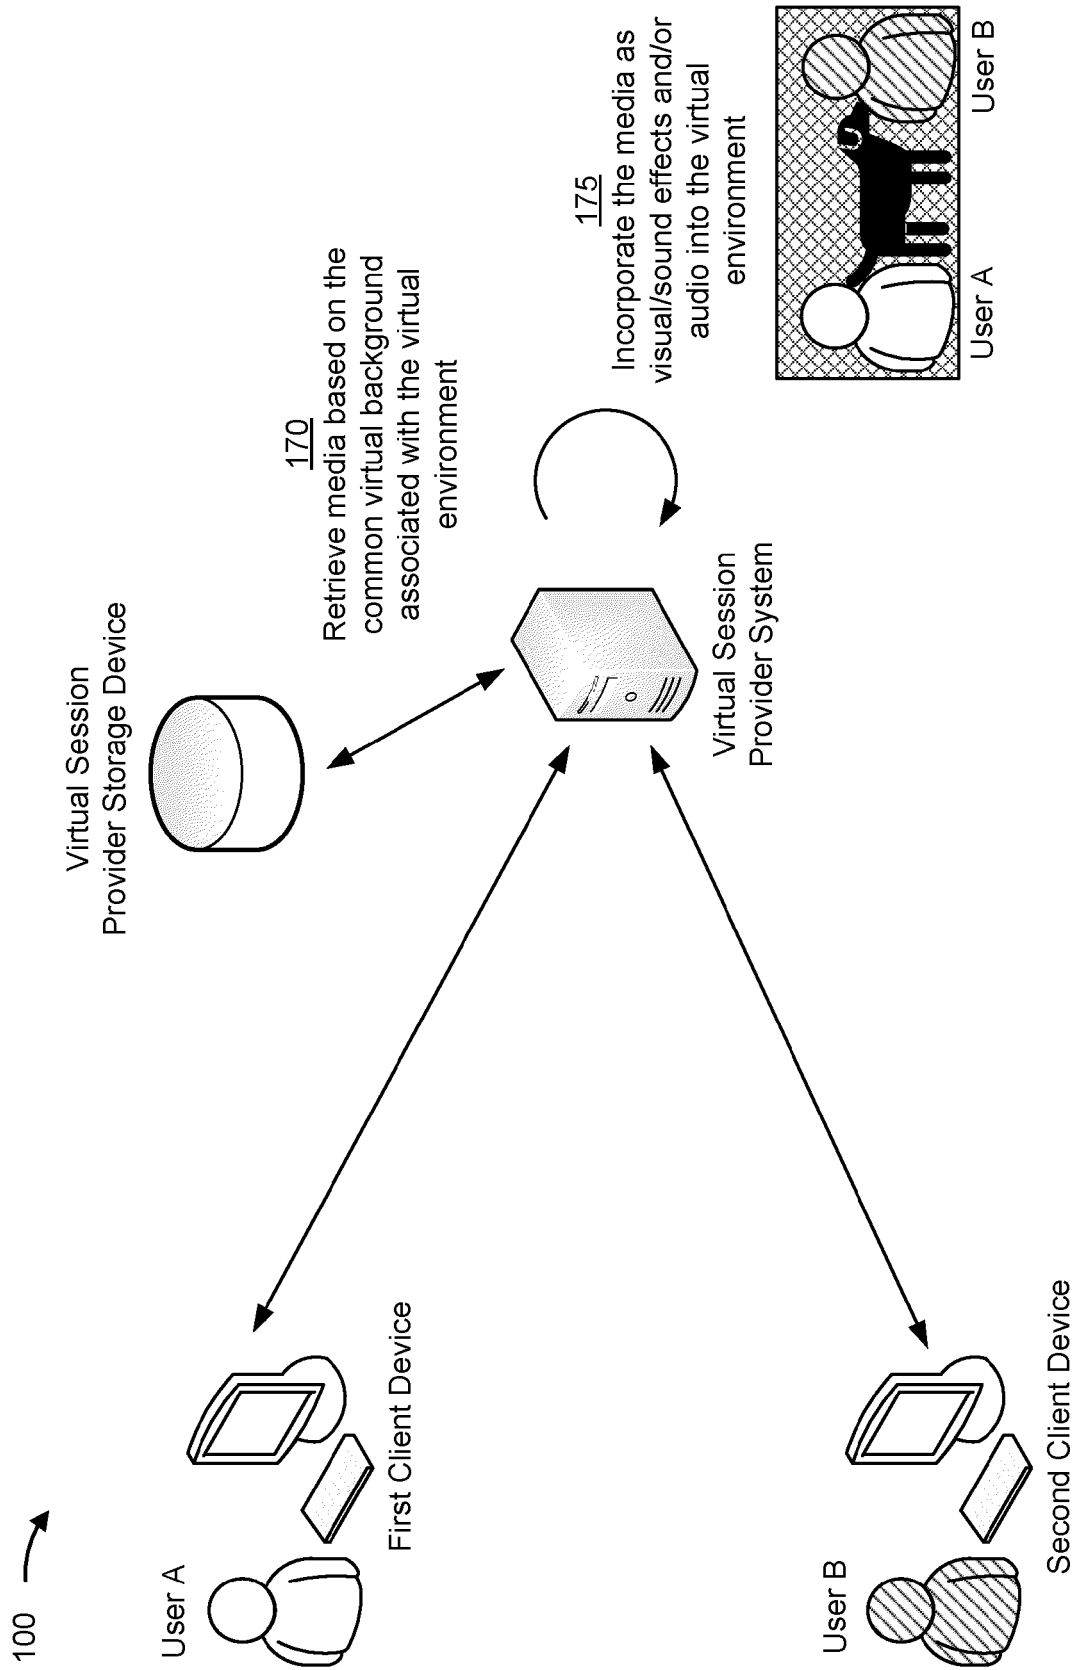 100
User A
First Client Device
User B
Second Client Device
Virtual Session
Provider Storage Device
Virtual Session
Provider System
170
Retrieve media based on the
common virtual background
associated with the virtual
environment
175
Incorporate the media as
visual/sound effects and/or
audio into the virtual
environment
User A
User B